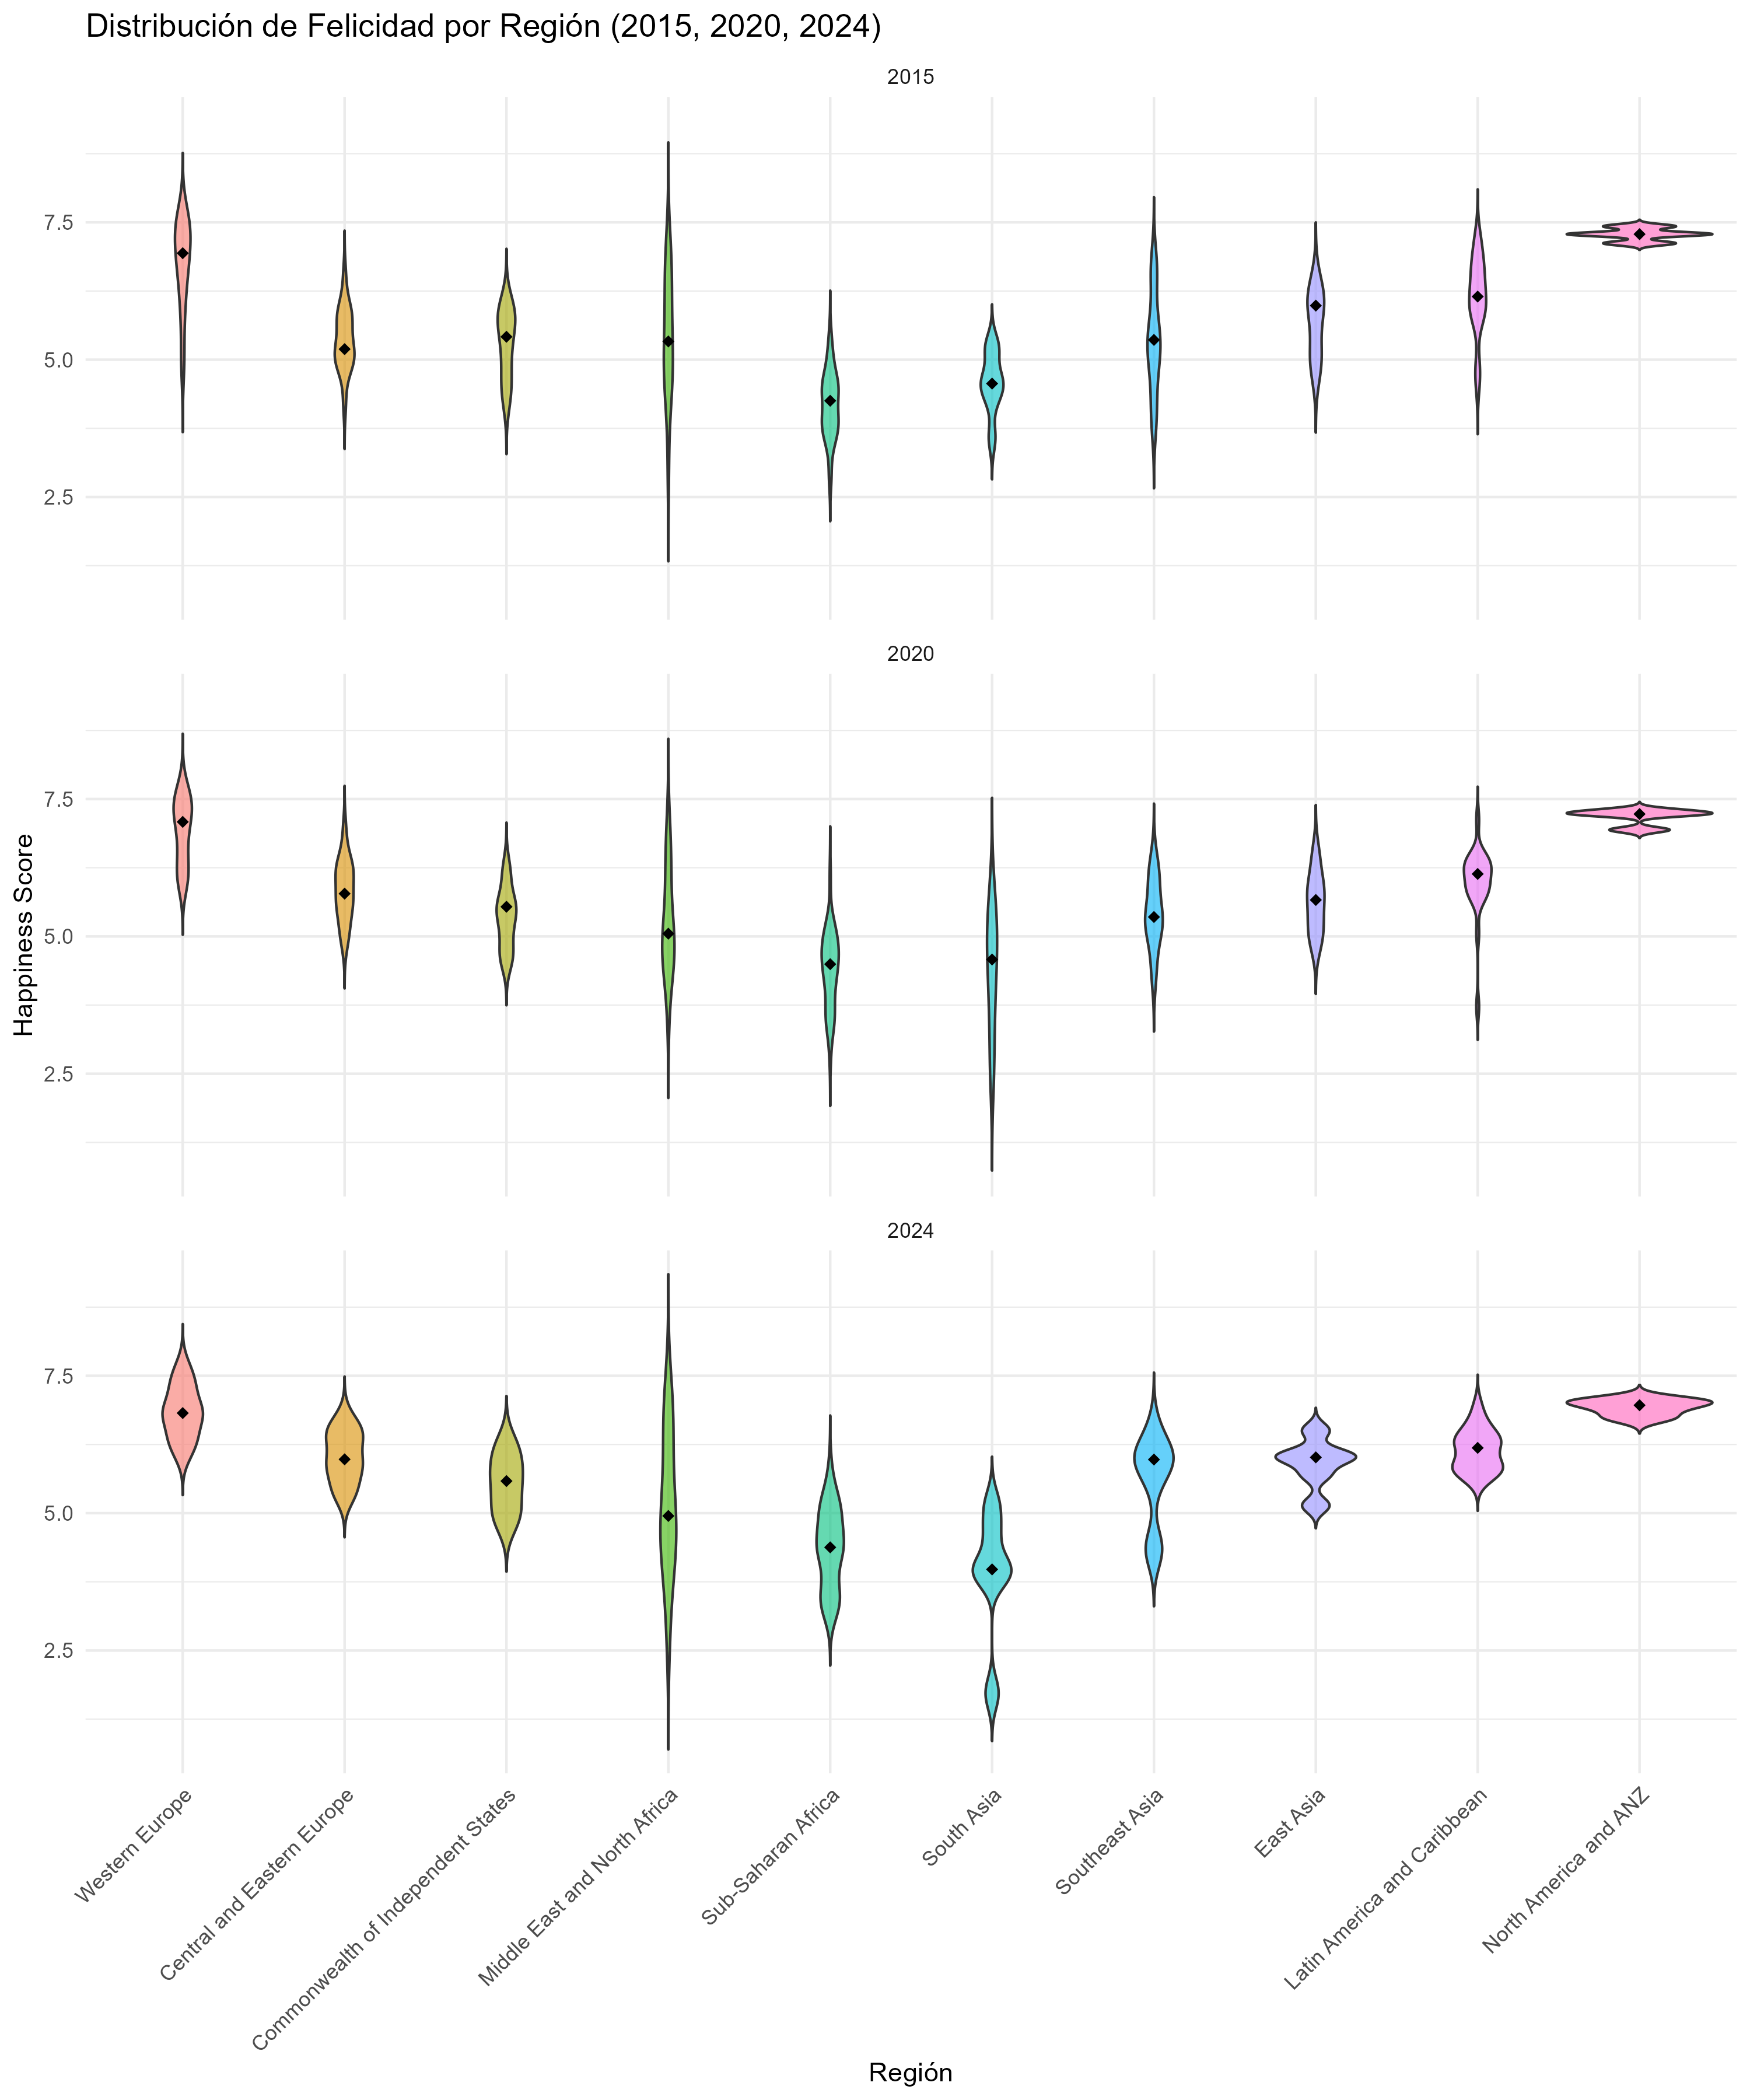 Distribución de Felicidad por Región (2015, 2020, 2024)
2015
7.5
5.0
2.5
2020
Happiness Score
7.5
5.0
2.5
2024
7.5
5.0
2.5
Western Europe
Central and Eastern Europe
Commonwealth of Independent States
Middle East and North Africa
Sub-Saharan Africa
South Asia
Southeast Asia
East Asia
Latin America and Caribbean
North America and ANZ
Región